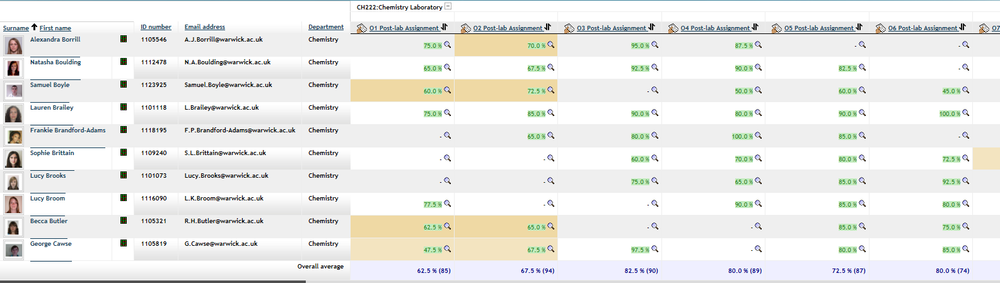 CH222:Chemistry Laboratory
Surname First name ID number Email address Department O1 Post-lab Assignment O2 Post-lab Assignment O3 Post-lab Assignment O4 Post-lab Assignment O5 Post-lab Assignment O6 Post-lab Assignment O7
Alexandra Borrill 1105546 A.J.Borrill@warwick.ac.uk Chemistry 75.0 % 70.0 % 95.0 % 87.5 % - -
Natasha Boulding 1112478 N.A.Boulding@warwick.ac.uk Chemistry 65.0 % 67.5 % 92.5 % 90.0 % 82.5 % -
Samuel Boyle 1123925 Samuel.Boyle@warwick.ac.uk Chemistry 60.0 % 72.5 % - 50.0 % 60.0 % 45.0 %
Lauren Brailey 1101118 L.Brailey@warwick.ac.uk Chemistry 75.0 % 85.0 % 90.0 % 80.0 % 90.0 % 100.0 %
Frankie Brandford-Adams 1118195 F.P.Brandford-Adams@warwick.ac.uk Chemistry - 65.0 % 80.0 % 100.0 % 85.0 % -
Sophie Brittain 1109240 S.L.Brittain@warwick.ac.uk Chemistry - - 60.0 % 70.0 % 80.0 % 72.5 %
Lucy Brooks 1101073 Lucy.Brooks@warwick.ac.uk Chemistry - - 75.0 % 65.0 % 85.0 % 92.5 %
Lucy Broom 1116090 L.K.Broom@warwick.ac.uk Chemistry 77.5 % - - 90.0 % 85.0 % 80.0 %
Becca Butler 1105321 R.H.Butler@warwick.ac.uk Chemistry 62.5 % 65.0 % - - 85.0 % 75.0 %
George Cawse 1105819 G.Cawse@warwick.ac.uk Chemistry 47.5 % 67.5 % 97.5 % - 80.0 % 85.0 %
Overall average 62.5 % (85) 67.5 % (94) 82.5 % (90) 80.0 % (89) 72.5 % (87) 80.0 % (74)